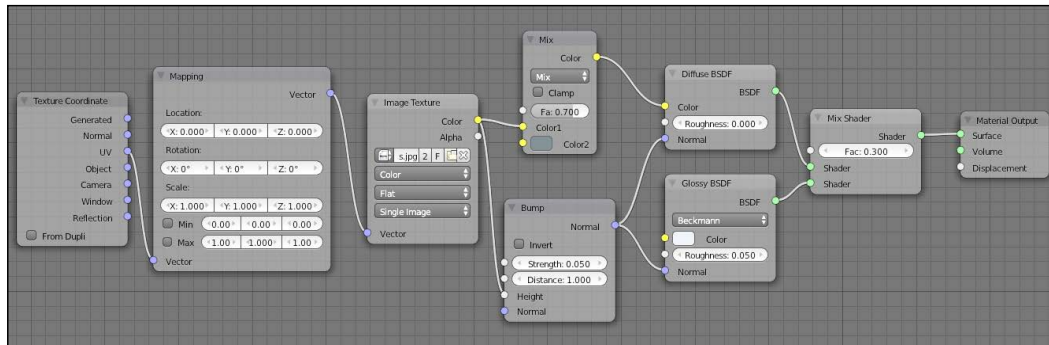 Texture Coordinate
Generated
Normal
UV
Object
Camera
Window
Reflection
From Dupli
Mapping
Vector
Location:
X: 0.000 Y: 0.000 Z: 0.000
Rotation:
X: 0° Y: 0° Z: 0°
Scale:
X: 1.000 Y: 1.000 Z: 1.000
Min 0.00 0.00 0.00
Max 1.00 1.000 1.00
Vector
Image Texture
Color
Alpha
s.jpg 2 F
Color
Flat
Single Image
Vector
Mix
Color
Mix
Clamp
Fa: 0.700
Color1
Color2
Bump
Normal
Invert
Strength: 0.050
Distance: 1.000
Height
Normal
Diffuse BSDF
BSDF
Color
Roughness: 0.000
Normal
Glossy BSDF
BSDF
Beckmann
Color
Roughness: 0.050
Normal
Mix Shader
Shader
Fac: 0.300
Shader
Shader
Material Output
Surface
Volume
Displacement